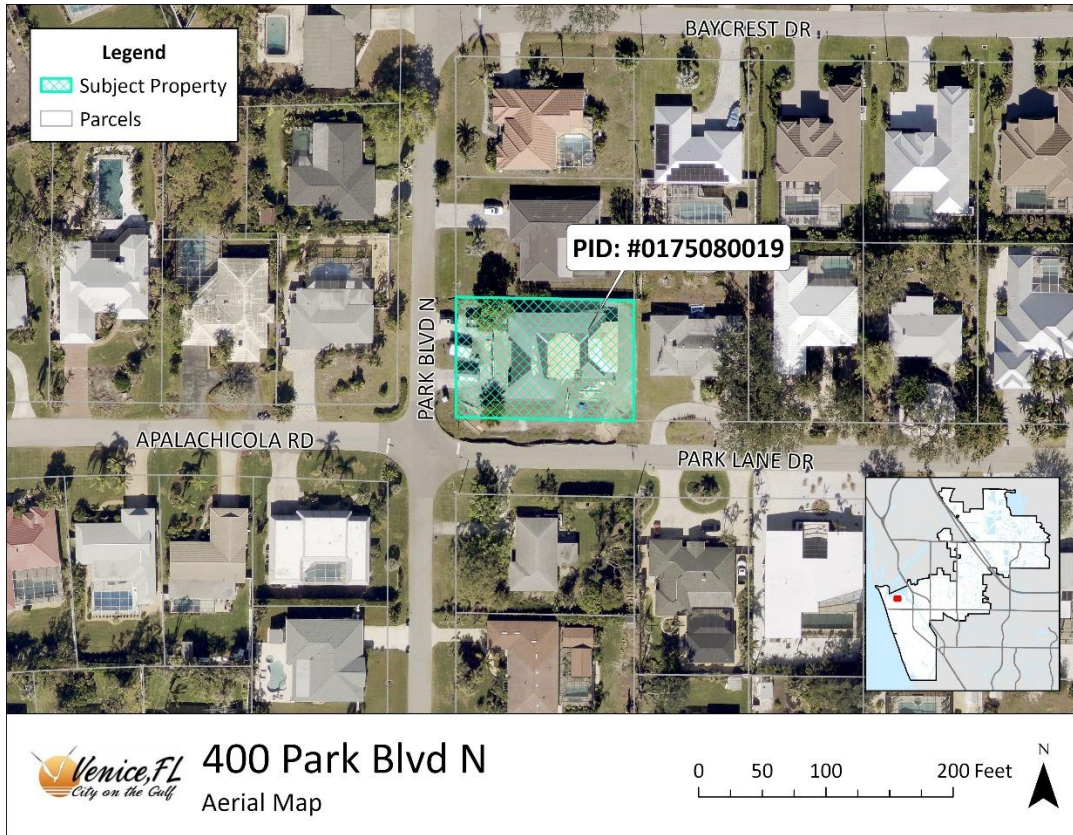 BAYCREST DR
Legend
Subject Property
Parcels
PID: #0175080019
PARK BLVD N
APALACHICOLA RD
PARK LANE DR
Venice, FL
City on the Gulf
400 Park Blvd N
Aerial Map
0 50 100 200 Feet
N